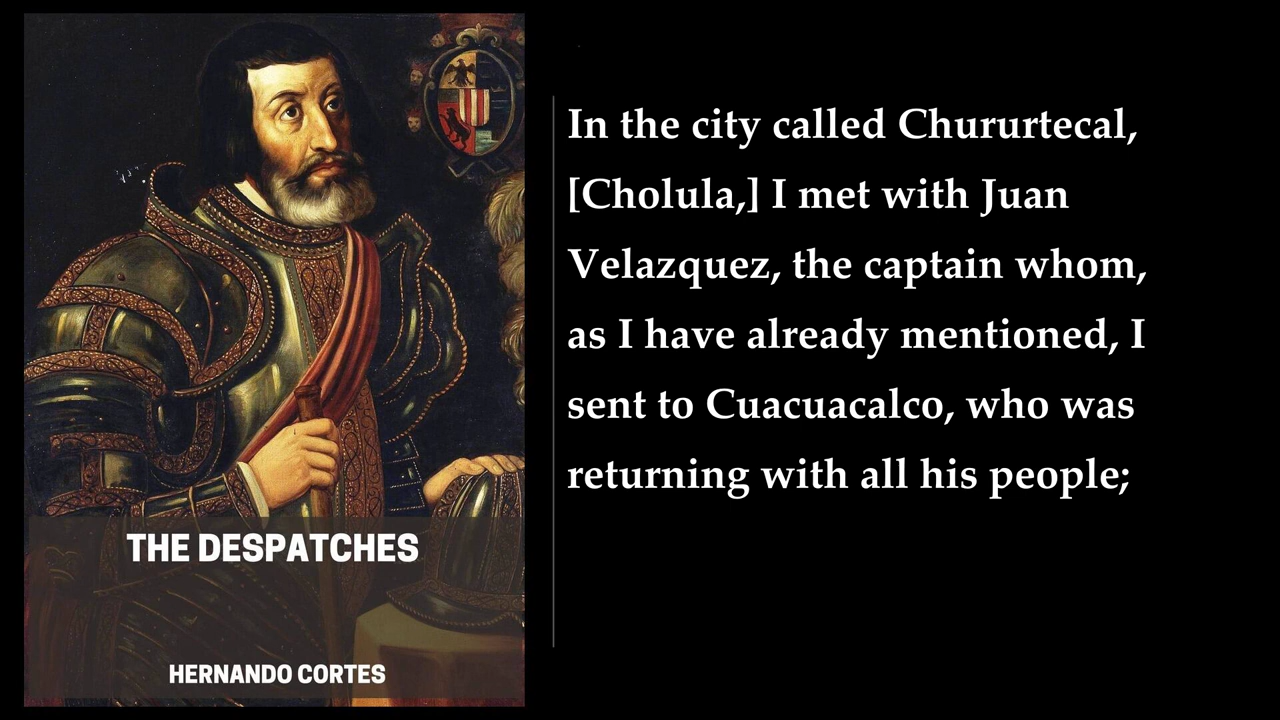 THE DESPATCHES
HERNANDO CORTES
In the city called Chururtecal,
[Cholula,] I met with Juan
Velazquez, the captain whom,
as I have already mentioned, I
sent to Cuacuacalco, who was
returning with all his people;